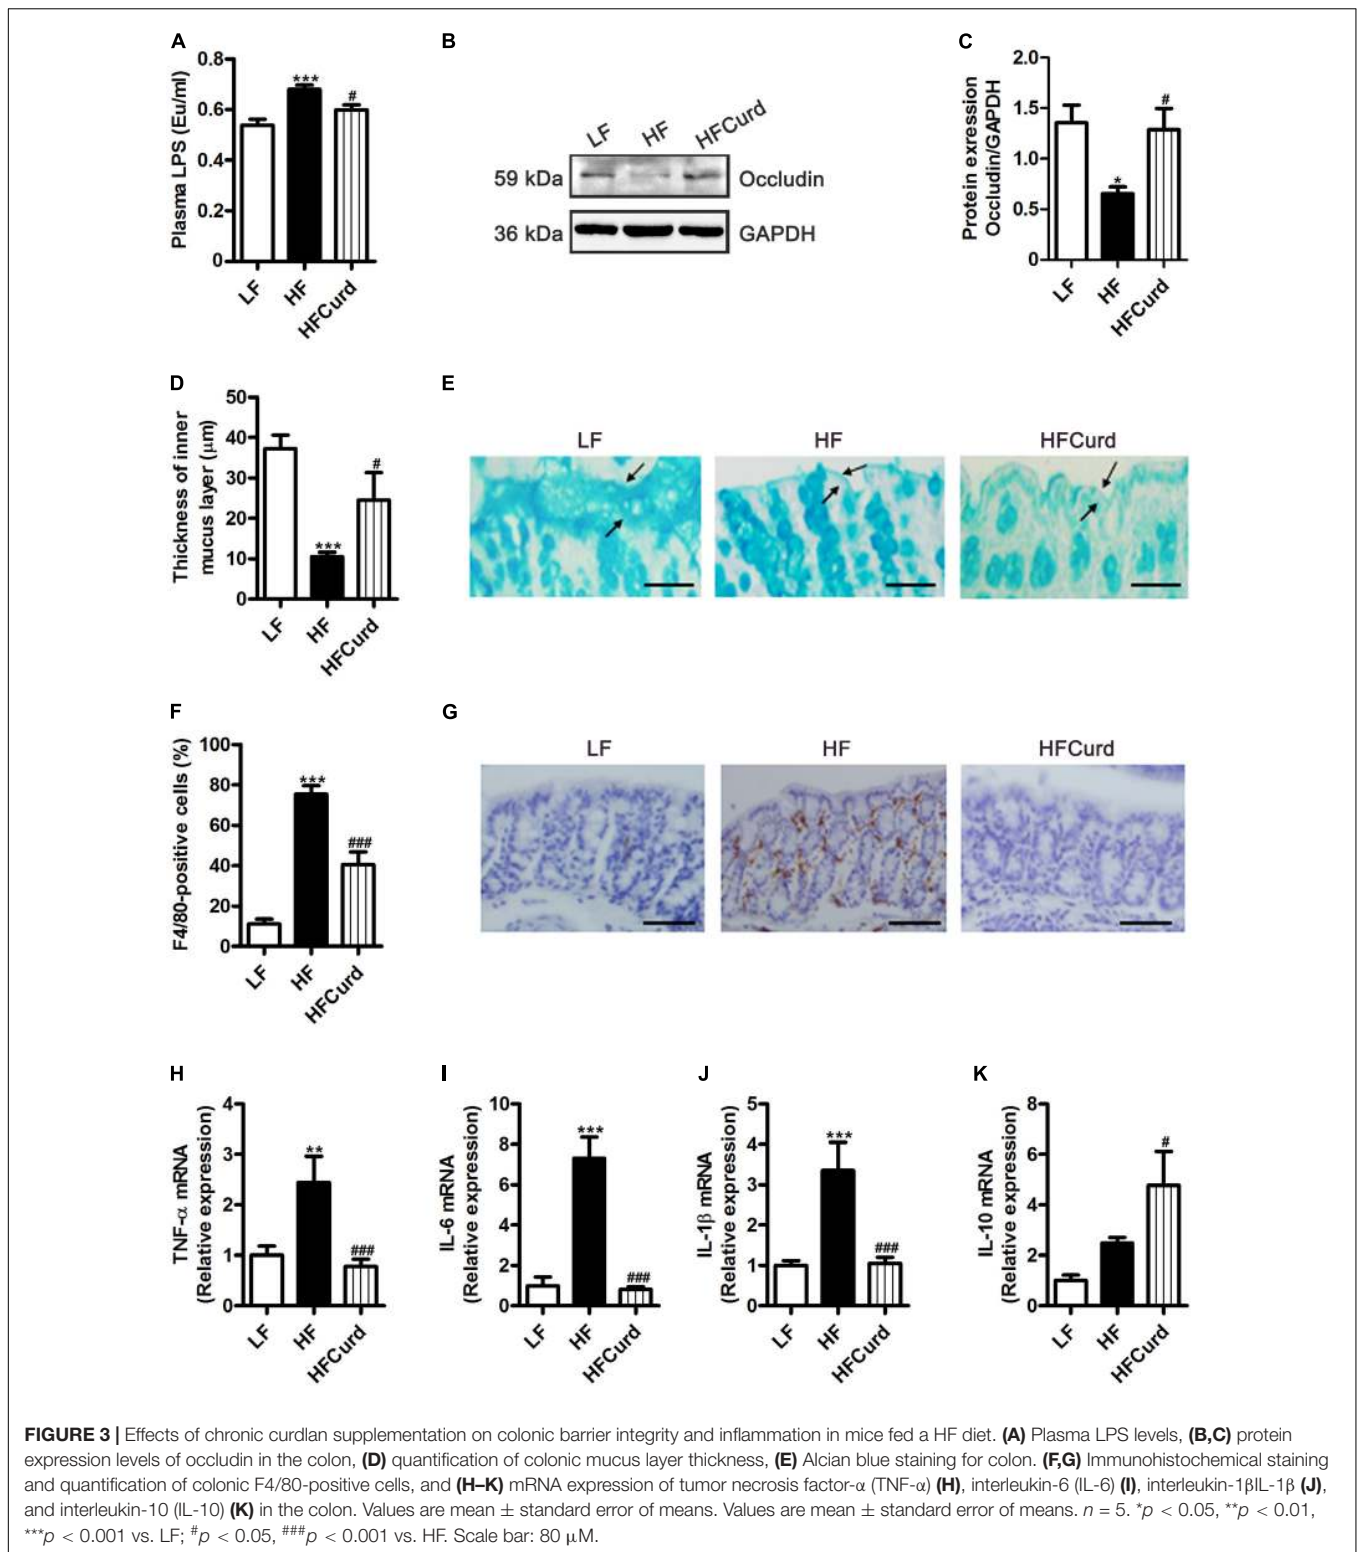 A
Plasma LPS (Eu/ml)
0.8
0.6
0.4
0.2
0
***
#
LF
HF
HFCurd
B
LF HF HFCurd
59 kDa Occludin
36 kDa GAPDH
C
Protein exression
Occludin/GAPDH
2.0
1.5
1.0
0.5
0
*
#
LF
HF
HFCurd
D
Thickness of inner
mucus layer (μm)
50
40
30
20
10
0
***
#
LF
HF
HFCurd
E
LF HF HFCurd
F
F4/80-positive cells (%)
100
80
60
40
20
0
***
###
LF
HF
HFCurd
G
LF HF HFCurd
H
TNF-α mRNA
(Relative expression)
4
3
2
1
0
**
###
LF
HF
HFCurd
I
IL-6 mRNA
(Relative expression)
10
8
6
4
2
0
***
###
LF
HF
HFCurd
J
IL-1β mRNA
(Relative expression)
5
4
3
2
1
0
***
###
LF
HF
HFCurd
K
IL-10 mRNA
(Relative expression)
8
6
4
2
0
#
LF
HF
HFCurd
FIGURE 3 | Effects of chronic curdlan supplementation on colonic barrier integrity and inflammation in mice fed a HF diet. (A) Plasma LPS levels, (B,C) protein
expression levels of occludin in the colon, (D) quantification of colonic mucus layer thickness, (E) Alcian blue staining for colon. (F,G) Immunohistochemical staining
and quantification of colonic F4/80-positive cells, and (H–K) mRNA expression of tumor necrosis factor-α (TNF-α) (H), interleukin-6 (IL-6) (I), interleukin-1βIL-1β (J),
and interleukin-10 (IL-10) (K) in the colon. Values are mean ± standard error of means. Values are mean ± standard error of means. n = 5. *p < 0.05, **p < 0.01,
***p < 0.001 vs. LF; #p < 0.05, ###p < 0.001 vs. HF. Scale bar: 80 μM.